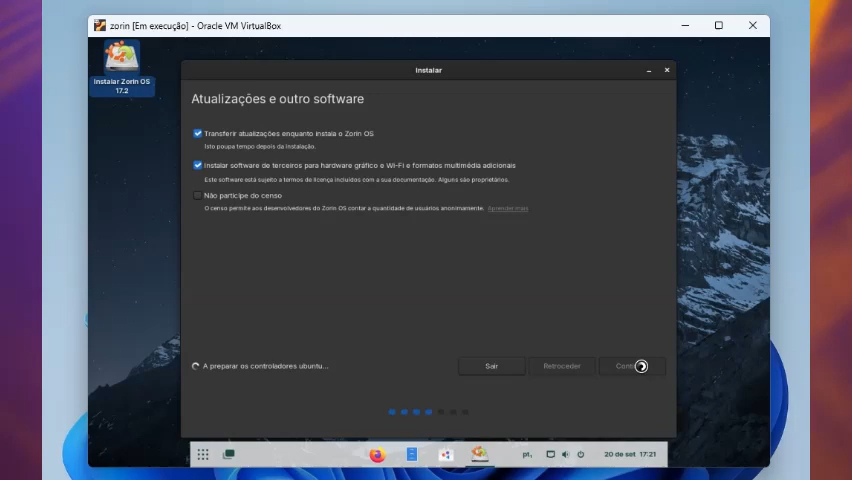 zorin [Em execução] - Oracle VM VirtualBox
Instalar Zorin OS
17.2
Instalar
Atualizações e outro software
Transferir atualizações enquanto instala o Zorin OS
Isto poupa tempo depois da instalação.
Instalar software de terceiros para hardware gráfico e Wi-Fi e formatos multimédia adicionais
Este software está sujeito a termos de licença incluídos com a sua documentação. Alguns são proprietários.
Não participe do censo
O censo permite aos desenvolvedores do Zorin OS contar a quantidade de usuários anonimamente. Aprender mais
A preparar os controladores ubuntu...
Sair
Retroceder
pt₁
20 de set 17:21